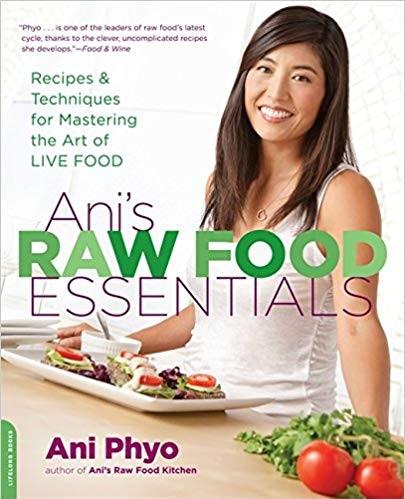 "Phyo . . . is one of the leaders of raw food's latest
cycle, thanks to the clever, uncomplicated recipes
she develops."—Food & Wine
Recipes &
Techniques
for Mastering
the Art of
LIVE FOOD
Ani's
RAW FOOD
ESSENTIALS
Ani Phyo
author of Ani's Raw Food Kitchen
LIFELONG BOOKS